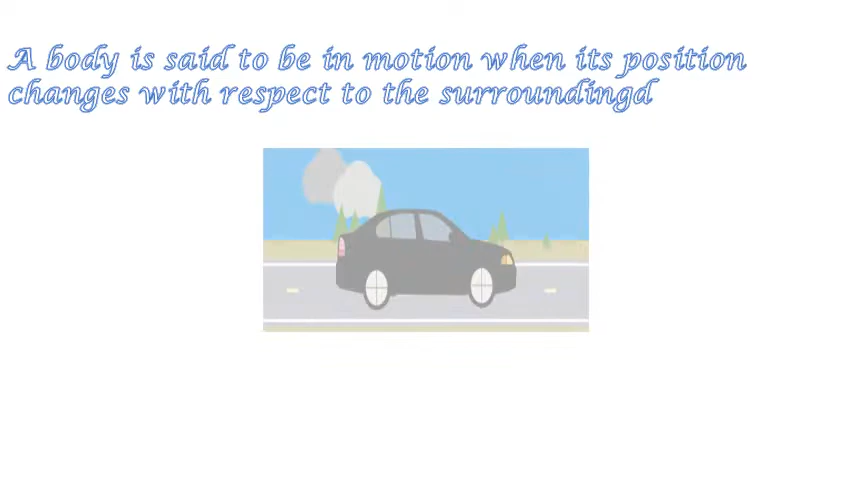 A body is said to be in motion when its position
changes with respect to the surroundingd